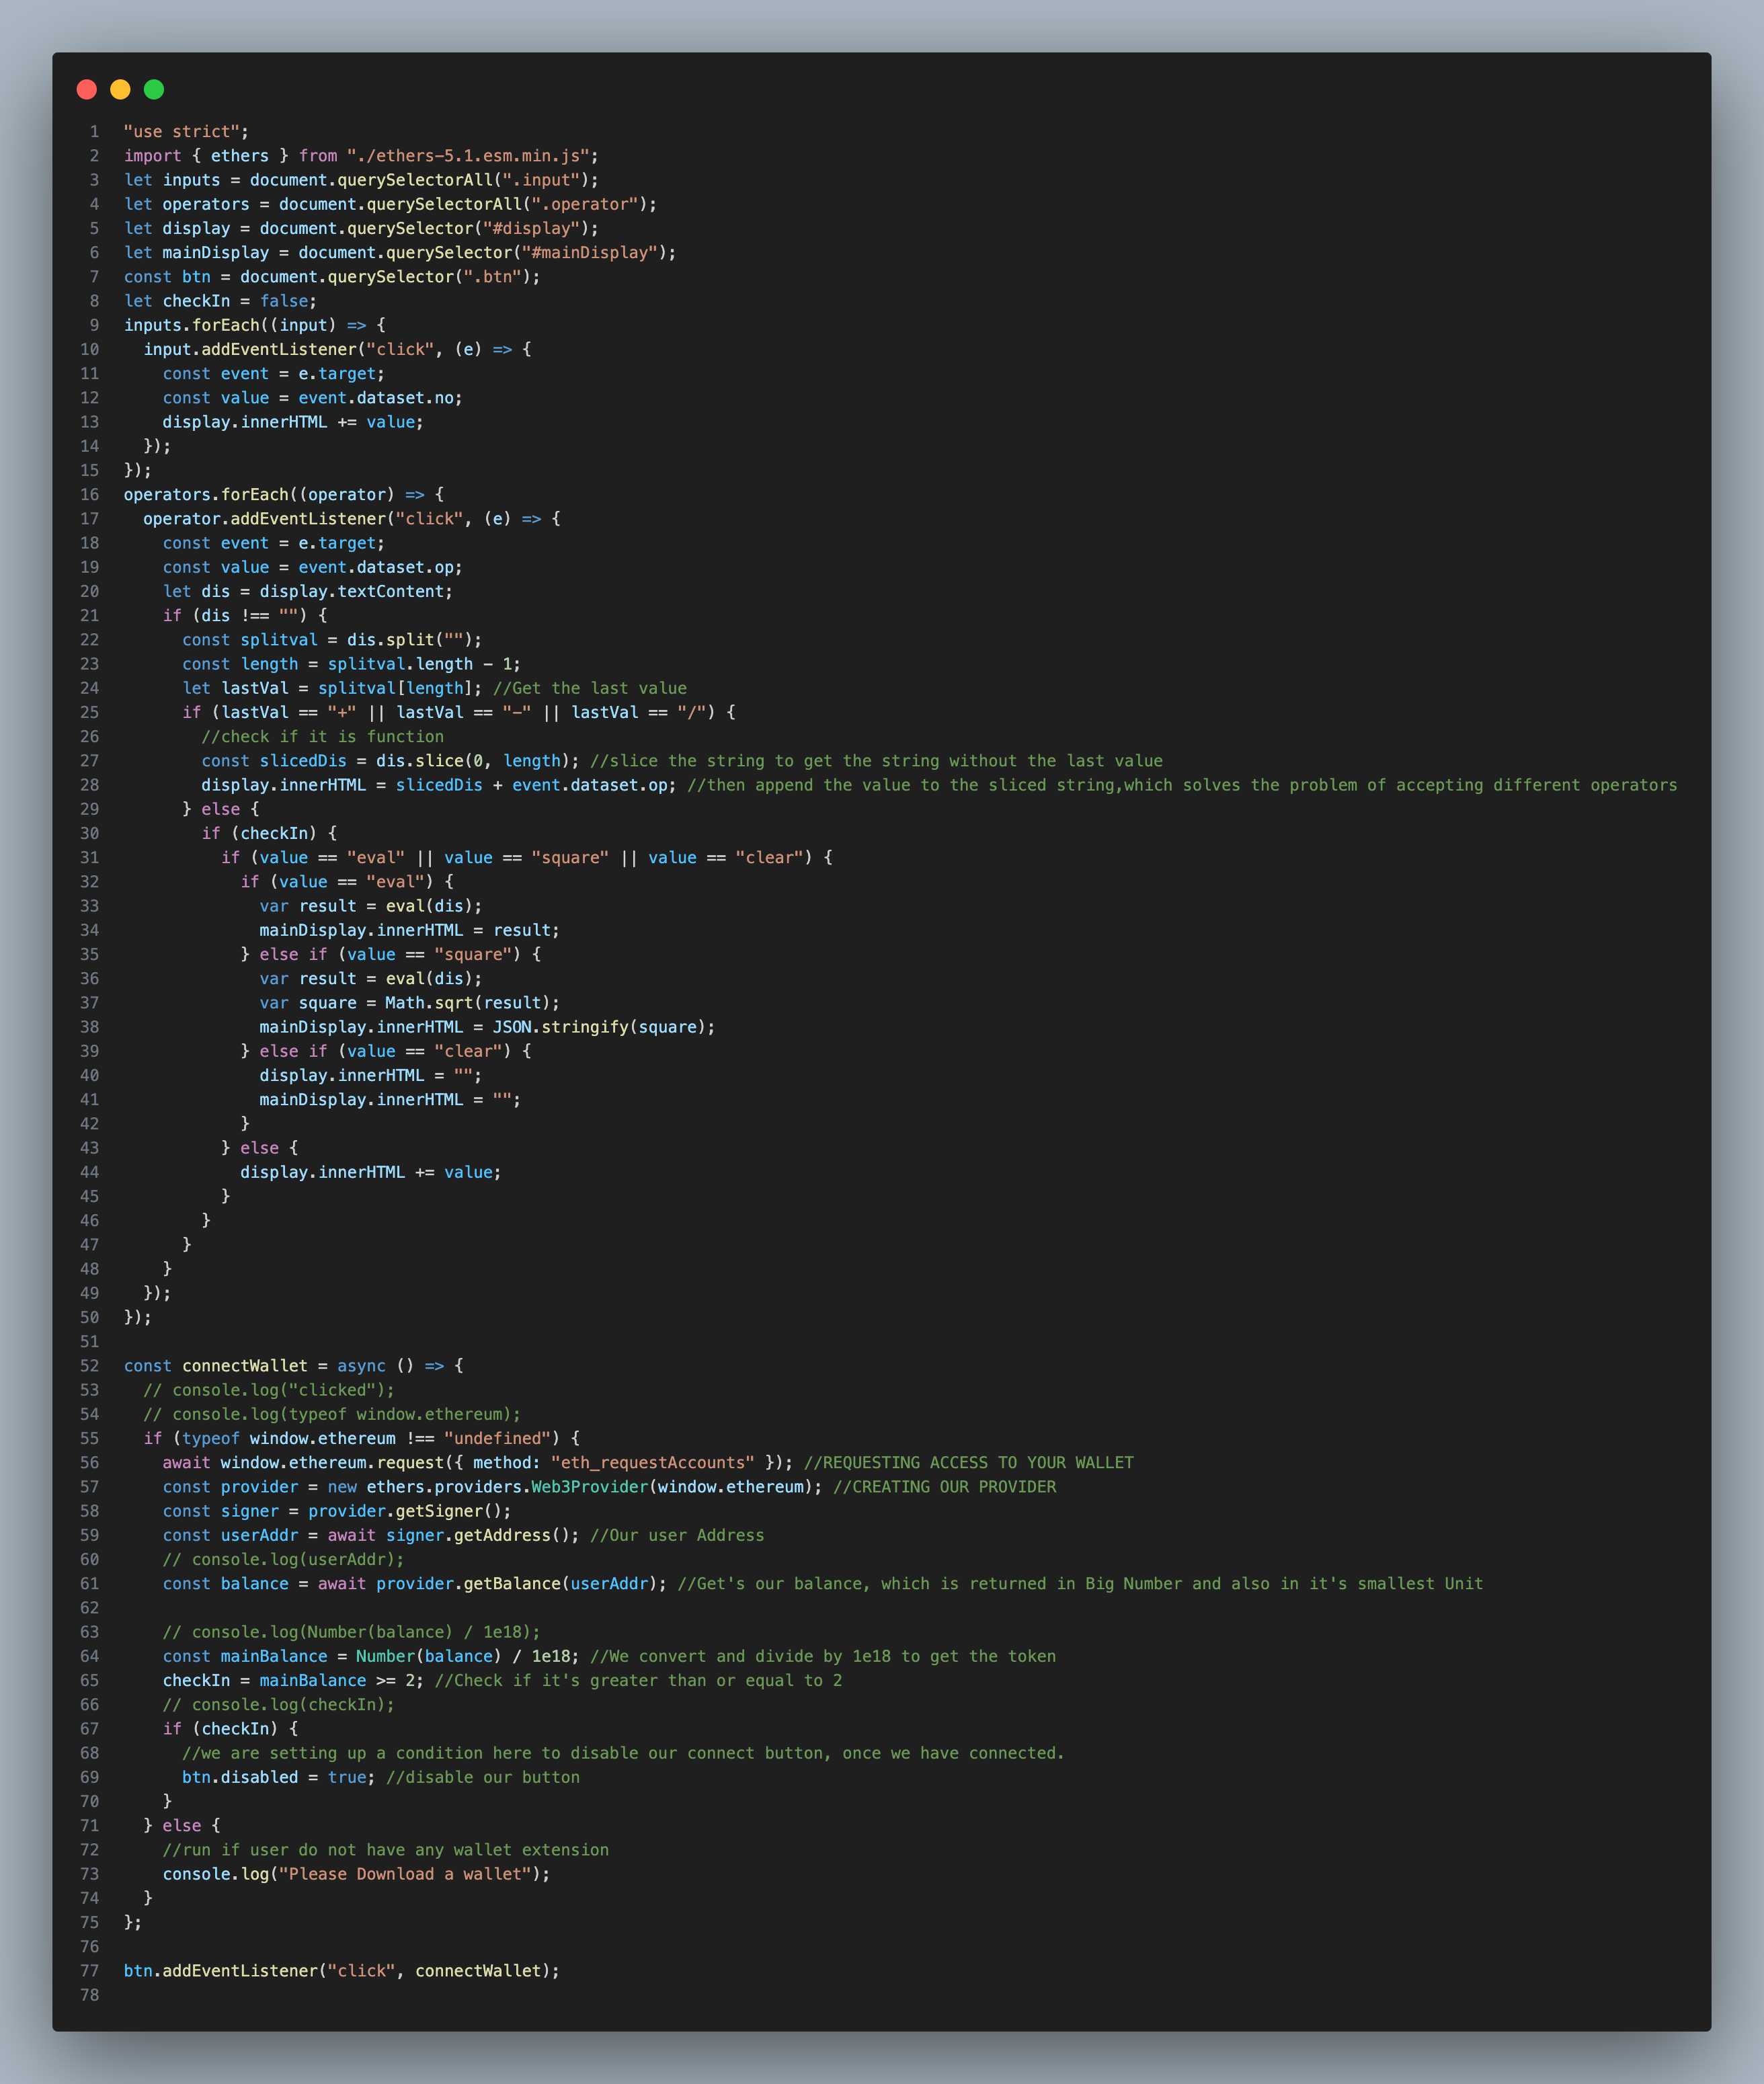 1 "use strict";
2 import { ethers } from "./ethers-5.1.esm.min.js";
3 let inputs = document.querySelectorAll(".input");
4 let operators = document.querySelectorAll(".operator");
5 let display = document.querySelector("#display");
6 let mainDisplay = document.querySelector("#mainDisplay");
7 const btn = document.querySelector(".btn");
8 let checkIn = false;
9 inputs.forEach((input) => {
10   input.addEventListener("click", (e) => {
11     const event = e.target;
12     const value = event.dataset.no;
13     display.innerHTML += value;
14   });
15 });
16 operators.forEach((operator) => {
17   operator.addEventListener("click", (e) => {
18     const event = e.target;
19     const value = event.dataset.op;
20     let dis = display.textContent;
21     if (dis !== "") {
22       const splitval = dis.split("");
23       const length = splitval.length - 1;
24       let lastVal = splitval[length]; //Get the last value
25       if (lastVal == "+" || lastVal == "-" || lastVal == "/") {
26         //check if it is function
27         const slicedDis = dis.slice(0, length); //slice the string to get the string without the last value
28         display.innerHTML = slicedDis + event.dataset.op; //then append the value to the sliced string,which solves the problem of accepting different operators
29       } else {
30         if (checkIn) {
31           if (value == "eval" || value == "square" || value == "clear") {
32             if (value == "eval") {
33               var result = eval(dis);
34               mainDisplay.innerHTML = result;
35             } else if (value == "square") {
36               var result = eval(dis);
37               var square = Math.sqrt(result);
38               mainDisplay.innerHTML = JSON.stringify(square);
39             } else if (value == "clear") {
40               display.innerHTML = "";
41               mainDisplay.innerHTML = "";
42             }
43           } else {
44             display.innerHTML += value;
45           }
46         }
47       }
48     }
49   });
50 });
51
52 const connectWallet = async () => {
53   // console.log("clicked");
54   // console.log(typeof window.ethereum);
55   if (typeof window.ethereum !== "undefined") {
56     await window.ethereum.request({ method: "eth_requestAccounts" }); //REQUESTING ACCESS TO YOUR WALLET
57     const provider = new ethers.providers.Web3Provider(window.ethereum); //CREATING OUR PROVIDER
58     const signer = provider.getSigner();
59     const userAddr = await signer.getAddress(); //Our user Address
60     // console.log(userAddr);
61     const balance = await provider.getBalance(userAddr); //Get's our balance, which is returned in Big Number and also in it's smallest Unit
62
63     // console.log(Number(balance) / 1e18);
64     const mainBalance = Number(balance) / 1e18; //We convert and divide by 1e18 to get the token
65     checkIn = mainBalance >= 2; //Check if it's greater than or equal to 2
66     // console.log(checkIn);
67     if (checkIn) {
68       //we are setting up a condition here to disable our connect button, once we have connected.
69       btn.disabled = true; //disable our button
70     }
71   } else {
72     //run if user do not have any wallet extension
73     console.log("Please Download a wallet");
74   }
75 };
76
77 btn.addEventListener("click", connectWallet);
78